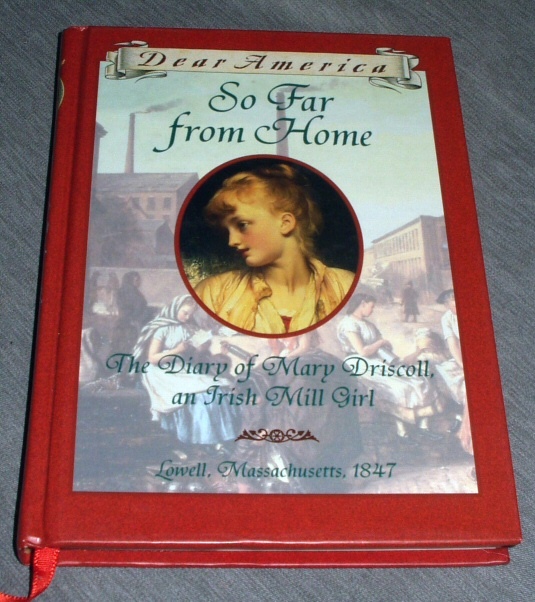 Dear America
So Far
from Home
The Diary of Mary Driscoll,
an Irish Mill Girl
Lowell, Massachusetts, 1847